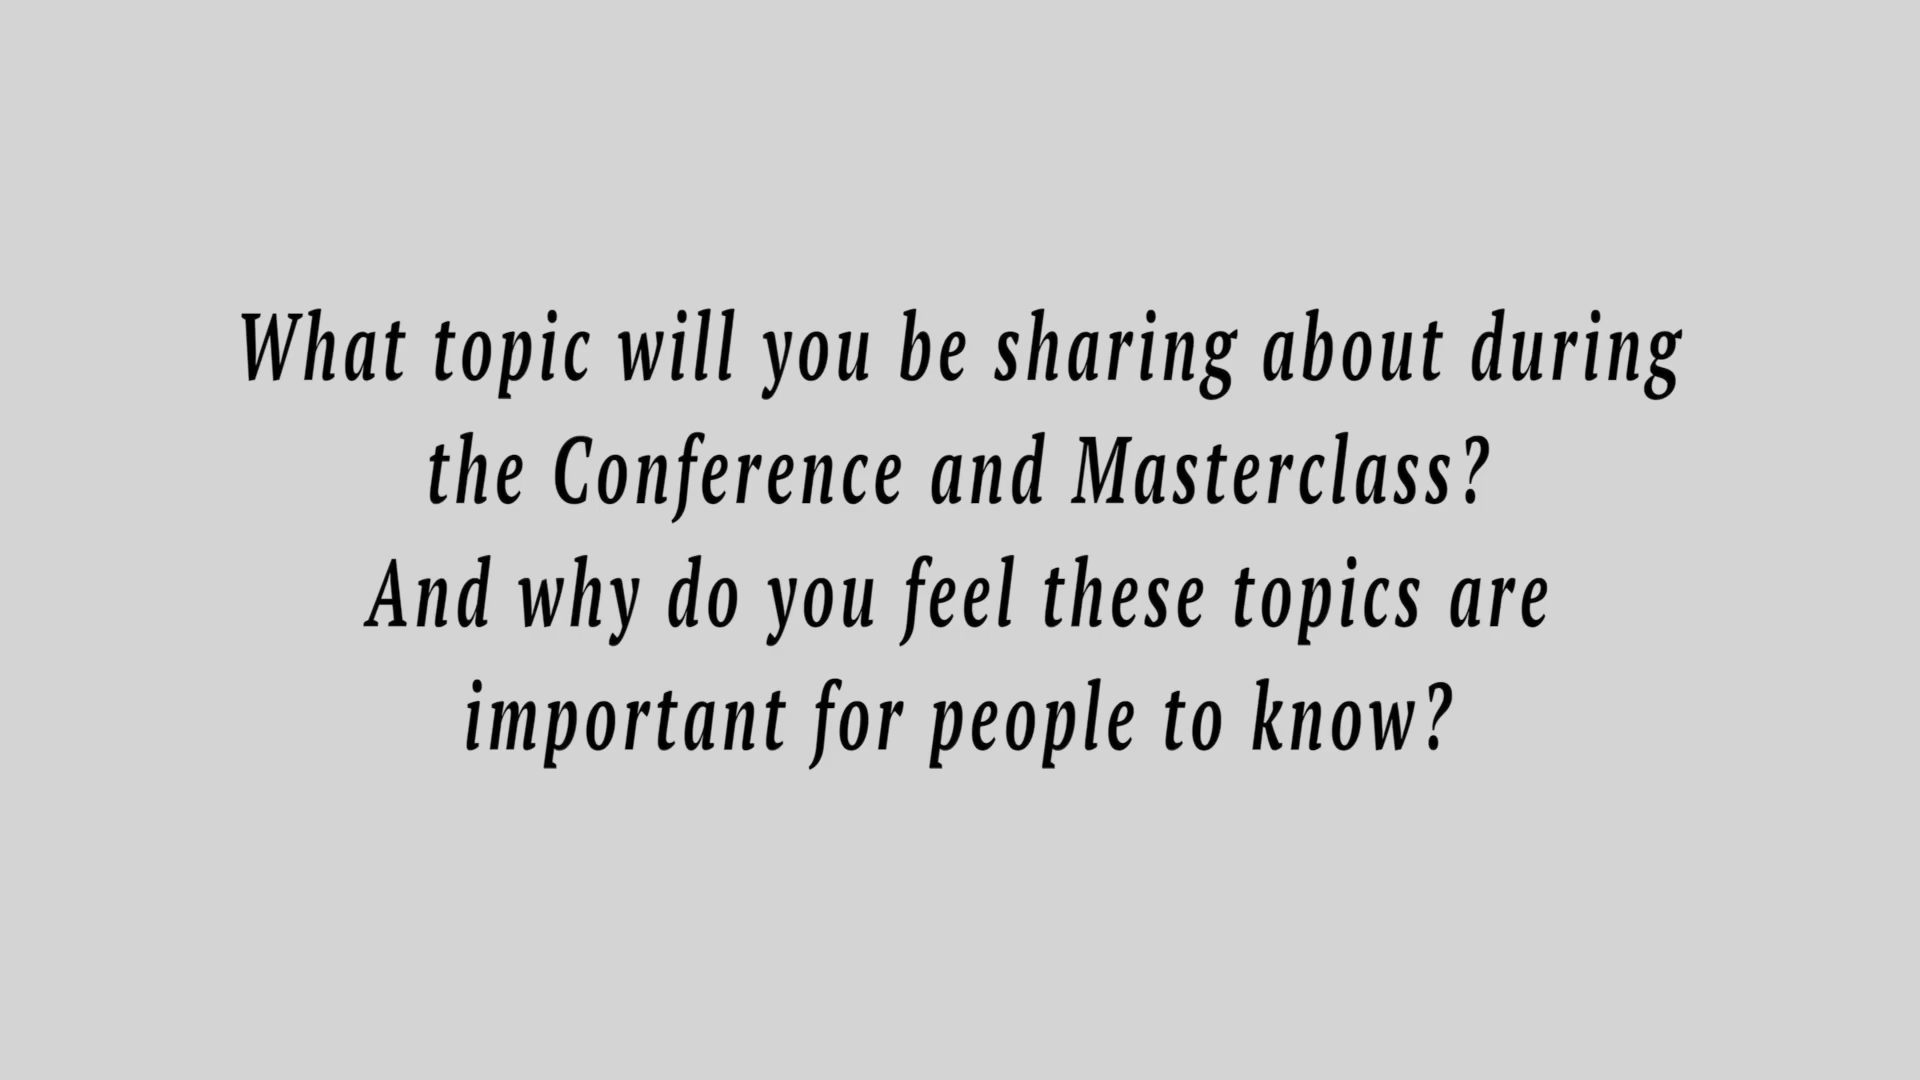 What topic will you be sharing about during
the Conference and Masterclass?
And why do you feel these topics are
important for people to know?